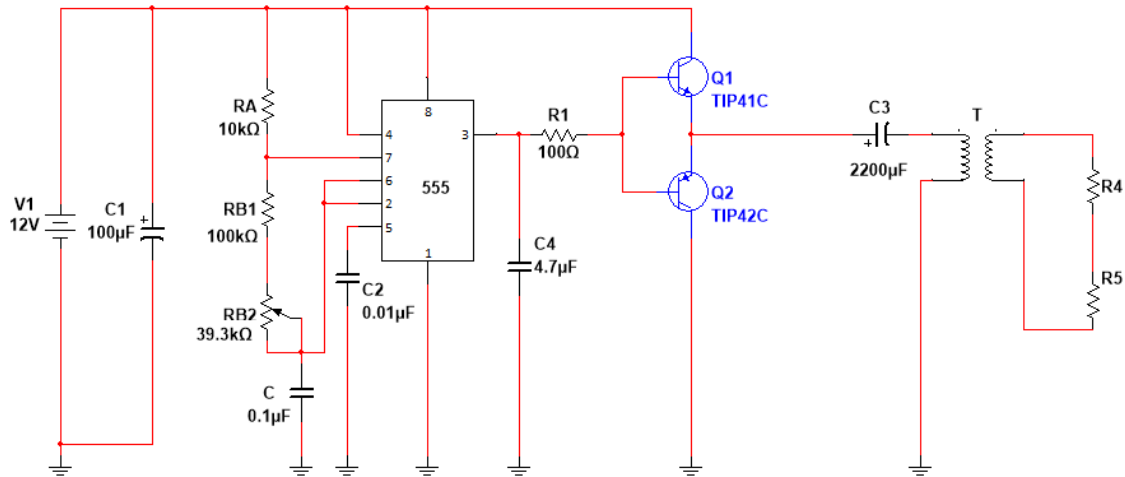 V1
12V
C1
100µF
RA
10kΩ
RB1
100kΩ
RB2
39.3kΩ
C
0.1µF
C2
0.01µF
8
4
7
6
2
5
3
1
555
R1
100Ω
C4
4.7µF
Q1
TIP41C
Q2
TIP42C
C3
2200µF
T
R4
R5